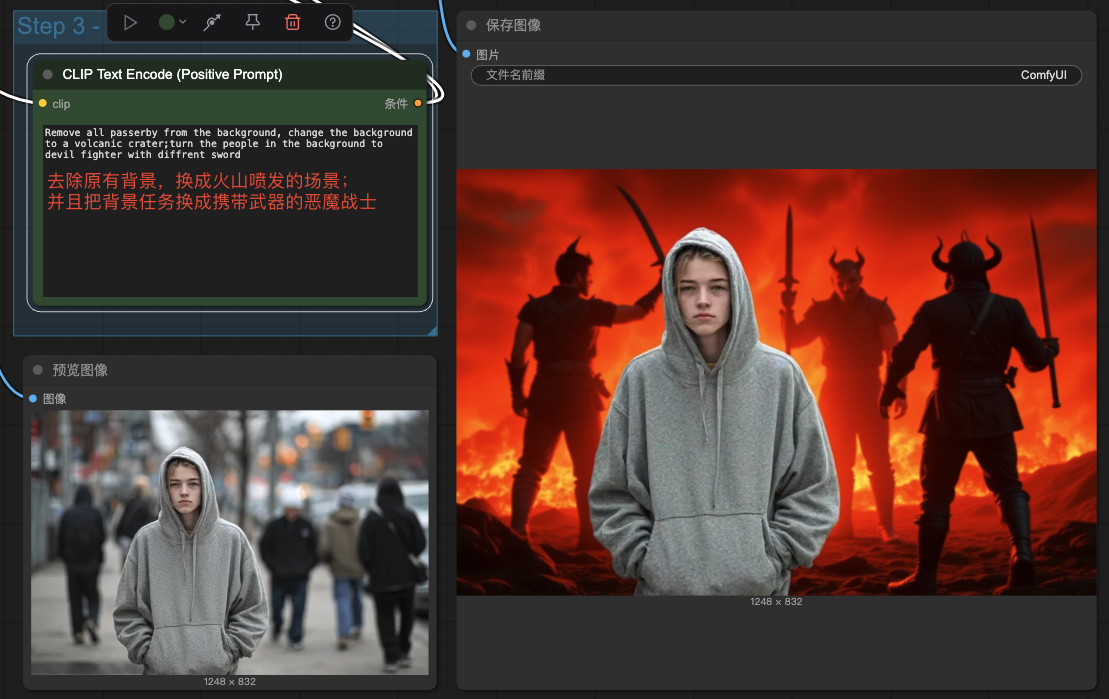 Step 3 -
CLIP Text Encode (Positive Prompt)
clip
条件
Remove all passerby from the background, change the background
to a volcanic crater;turn the people in the background to
devil fighter with diffrent sword
去除原有背景，换成火山喷发的场景；
并且把背景任务换成携带武器的恶魔战士
预览图像
图像
1248 × 832
保存图像
图片
文件名前缀
ComfyUI
1248 × 832